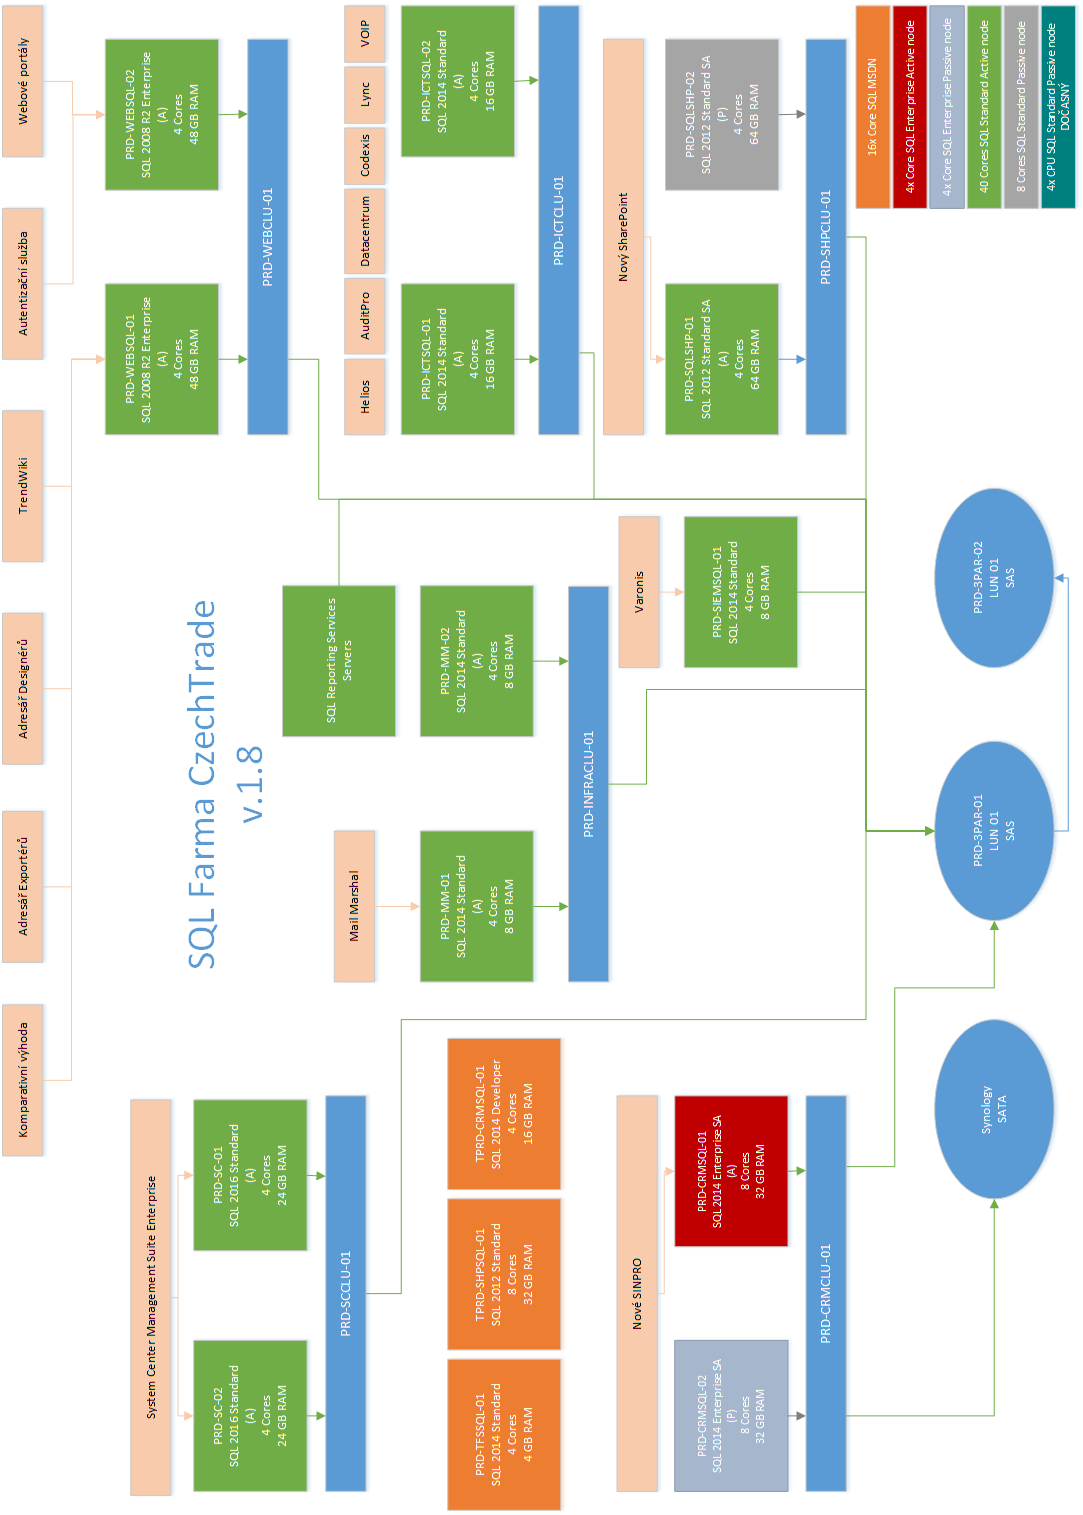 Komparativní výhoda
Adresář Exportérů
Adresář Designérů
TrendWiki
Autentizační služba
Webové portály
System Center Management Suite Enterprise
PRD-SC-02
SQL 2016 Standard
(A)
4 Cores
24 GB RAM
PRD-SC-01
SQL 2016 Standard
(A)
4 Cores
24 GB RAM
PRD-SCCLU-01
SQL Farma CzechTrade
v.1.8
PRD-WEBSQL-01
SQL 2008 R2 Enterprise
(A)
4 Cores
48 GB RAM
PRD-WEBSQL-02
SQL 2008 R2 Enterprise
(A)
4 Cores
48 GB RAM
PRD-WEBCLU-01
SQL Reporting Services
Servers
Mail Marshal
PRD-MM-01
SQL 2014 Standard
(A)
4 Cores
8 GB RAM
PRD-MM-02
SQL 2014 Standard
(A)
4 Cores
8 GB RAM
PRD-INFRACLU-01
Helios
AuditPro
Datacentrum
Codexis
Lync
VOIP
PRD-ICTSQL-01
SQL 2014 Standard
(A)
4 Cores
16 GB RAM
PRD-ICTSQL-02
SQL 2014 Standard
(A)
4 Cores
16 GB RAM
PRD-ICTCLU-01
PRD-TFSSQL-01
SQL 2014 Standard
4 Cores
4 GB RAM
TPRD-SHPSQL-01
SQL 2012 Standard
8 Cores
32 GB RAM
TPRD-CRMSQL-01
SQL 2014 Developer
4 Cores
16 GB RAM
Nové SINPRO
PRD-CRMSQL-02
SQL 2014 Enterprise SA
(P)
8 Cores
32 GB RAM
PRD-CRMSQL-01
SQL 2014 Enterprise SA
(A)
8 Cores
32 GB RAM
PRD-CRMCLU-01
Varonis
PRD-SIEMSQL-01
SQL 2014 Standard
4 Cores
8 GB RAM
Nový SharePoint
PRD-SQLSHP-01
SQL 2012 Standard SA
(A)
4 Cores
64 GB RAM
PRD-SQLSHP-02
SQL 2012 Standard SA
(P)
4 Cores
64 GB RAM
PRD-SHPCLU-01
Synology
SATA
PRD-3PAR-01
LUN 01
SAS
PRD-3PAR-02
LUN 01
SAS
16x Core SQL MSDN
4x Core SQL Enterprise Active node
4x Core SQL Enterprise Passive node
40 Cores SQL Standard Active node
8 Cores SQL Standard Passive node
4x CPU SQL Standard Passive node
DOČASNÝ